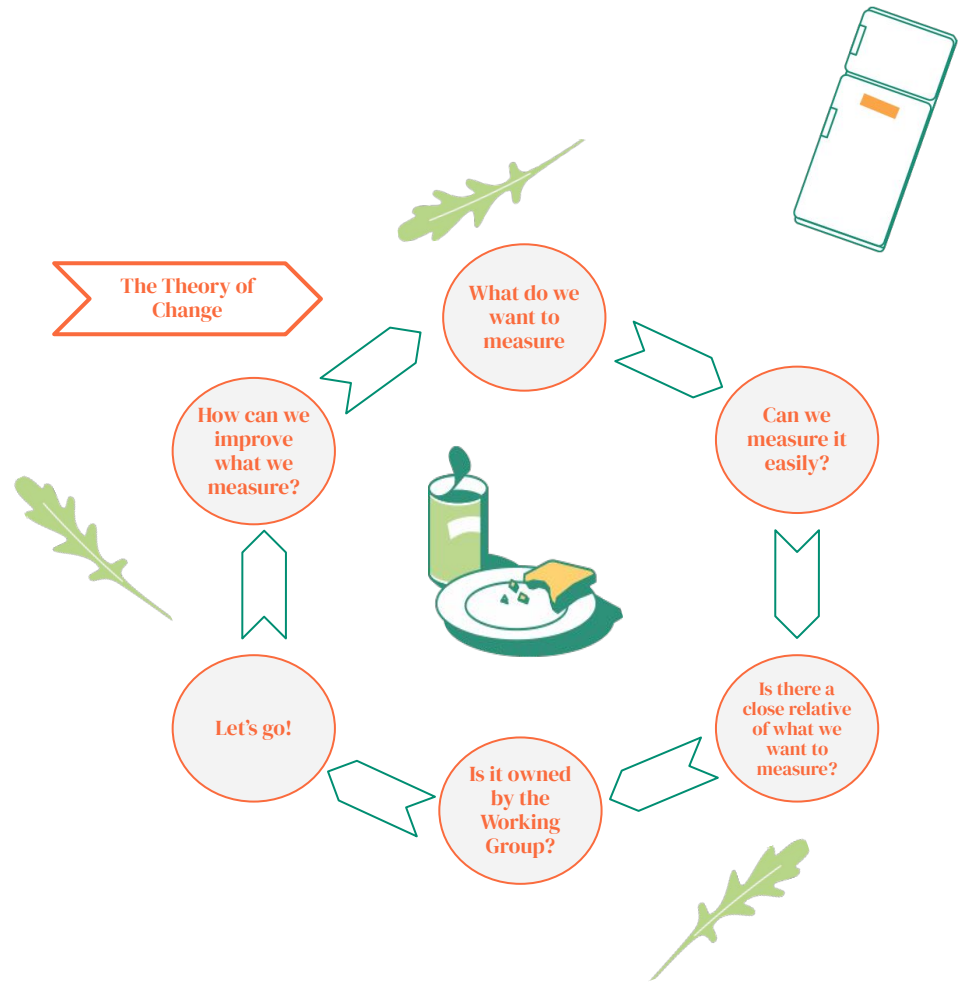 The Theory of
Change
What do we
want to
measure
Can we
measure it
easily?
Is there a
close relative
of what we
want to
measure?
Is it owned
by the
Working
Group?
Let's go!
How can we
improve
what we
measure?